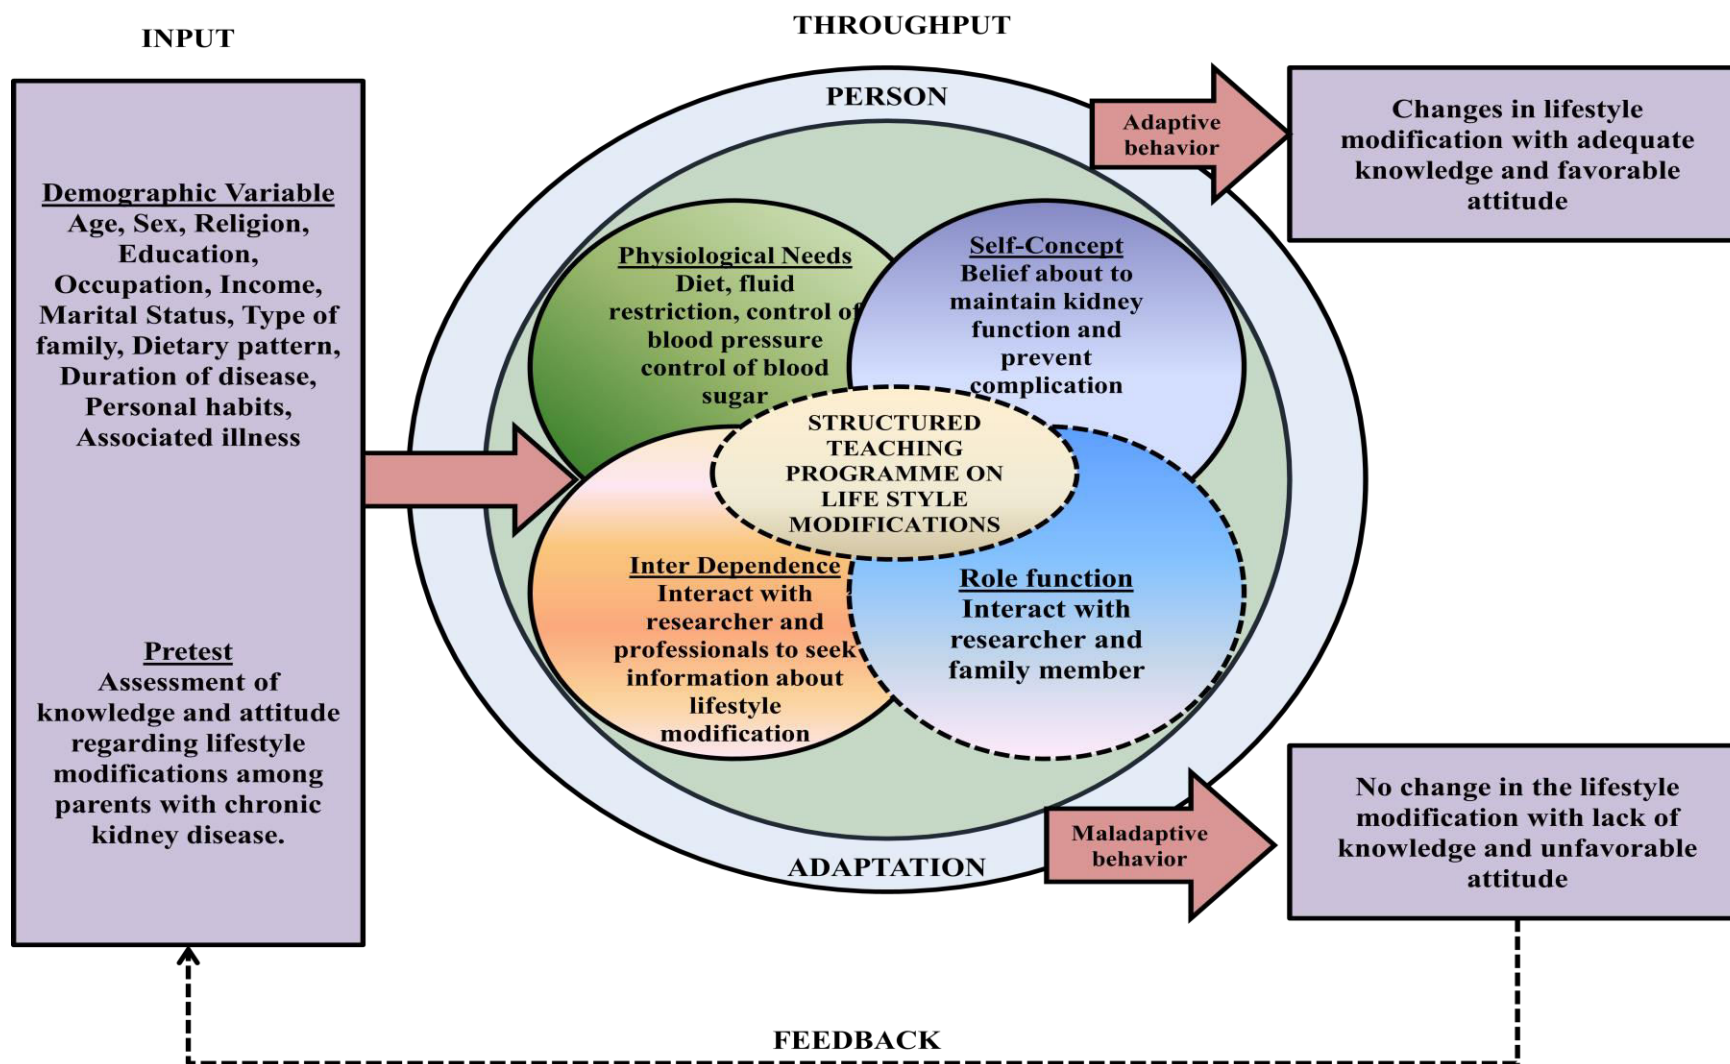 INPUT
THROUGHPUT
Demographic Variable
Age, Sex, Religion,
Education,
Occupation, Income,
Marital Status, Type of
family, Dietary pattern,
Duration of disease,
Personal habits,
Associated illness
Pretest
Assessment of
knowledge and attitude
regarding lifestyle
modifications among
parents with chronic
kidney disease.
PERSON
Physiological Needs
Diet, fluid
restriction, control of
blood pressure
control of blood
sugar
Self-Concept
Belief about to
maintain kidney
function and
prevent
complication
STRUCTURED
TEACHING
PROGRAMME ON
LIFE STYLE
MODIFICATIONS
Inter Dependence
Interact with
researcher and
professionals to seek
information about
lifestyle
modification
Role function
Interact with
researcher and
family member
ADAPTATION
Adaptive
behavior
Changes in lifestyle
modification with adequate
knowledge and favorable
attitude
Maladaptive
behavior
No change in the lifestyle
modification with lack of
knowledge and unfavorable
attitude
FEEDBACK